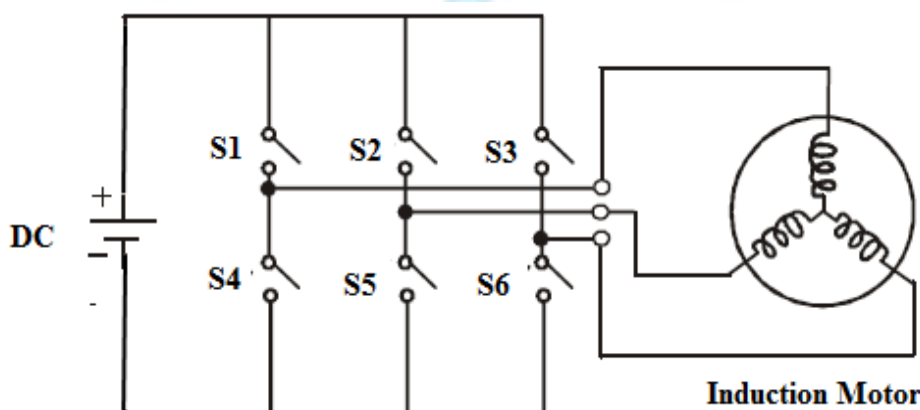 S1 S2 S3
+
DC
-
S4 S5 S6
-
Induction Motor